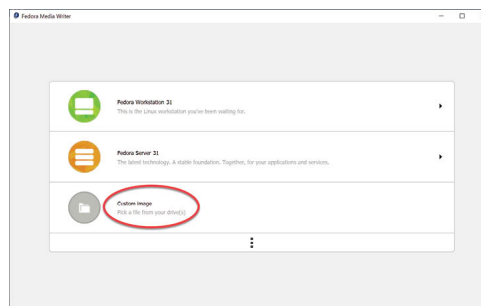 Fedora Media Writer
Fedora Workstation 31
This is the Linux workstation you've been waiting for.
Fedora Server 31
The latest technology. A stable foundation. Together, for your applications and services.
Custom image
Pick a file from your drive(s)